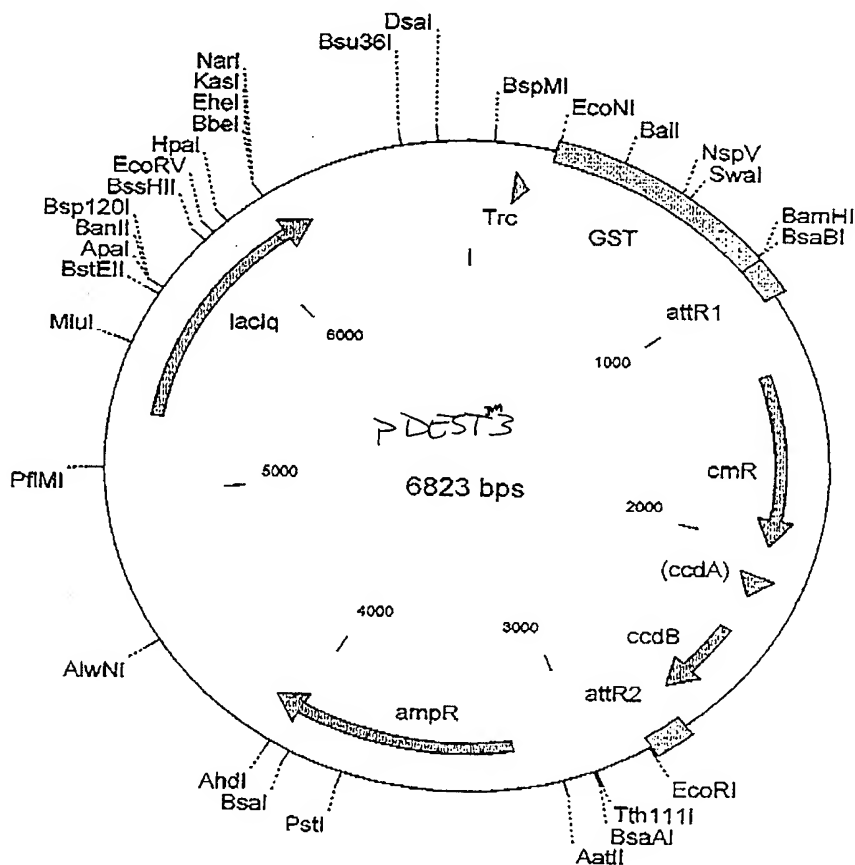 DsaI
Bsu36I
BspMI
EcoNI
BalI
NspV
SwaI
BamHI
BsaBI
NarI
KasI
EheI
BbeI
HpaI
EcoRV
BssHII
Bsp120I
BanII
ApaI
BstEII
MluI
PflMI
AlwNI
AhdI
BsaI
PstI
AatII
BsaAI
Tth111I
EcoRI
Trc
GST
attR1
1000
cmR
2000
(ccdA)
ccdB
attR2
3000
ampR
4000
5000
lacIq
6000
pDEST™3
6823 bps